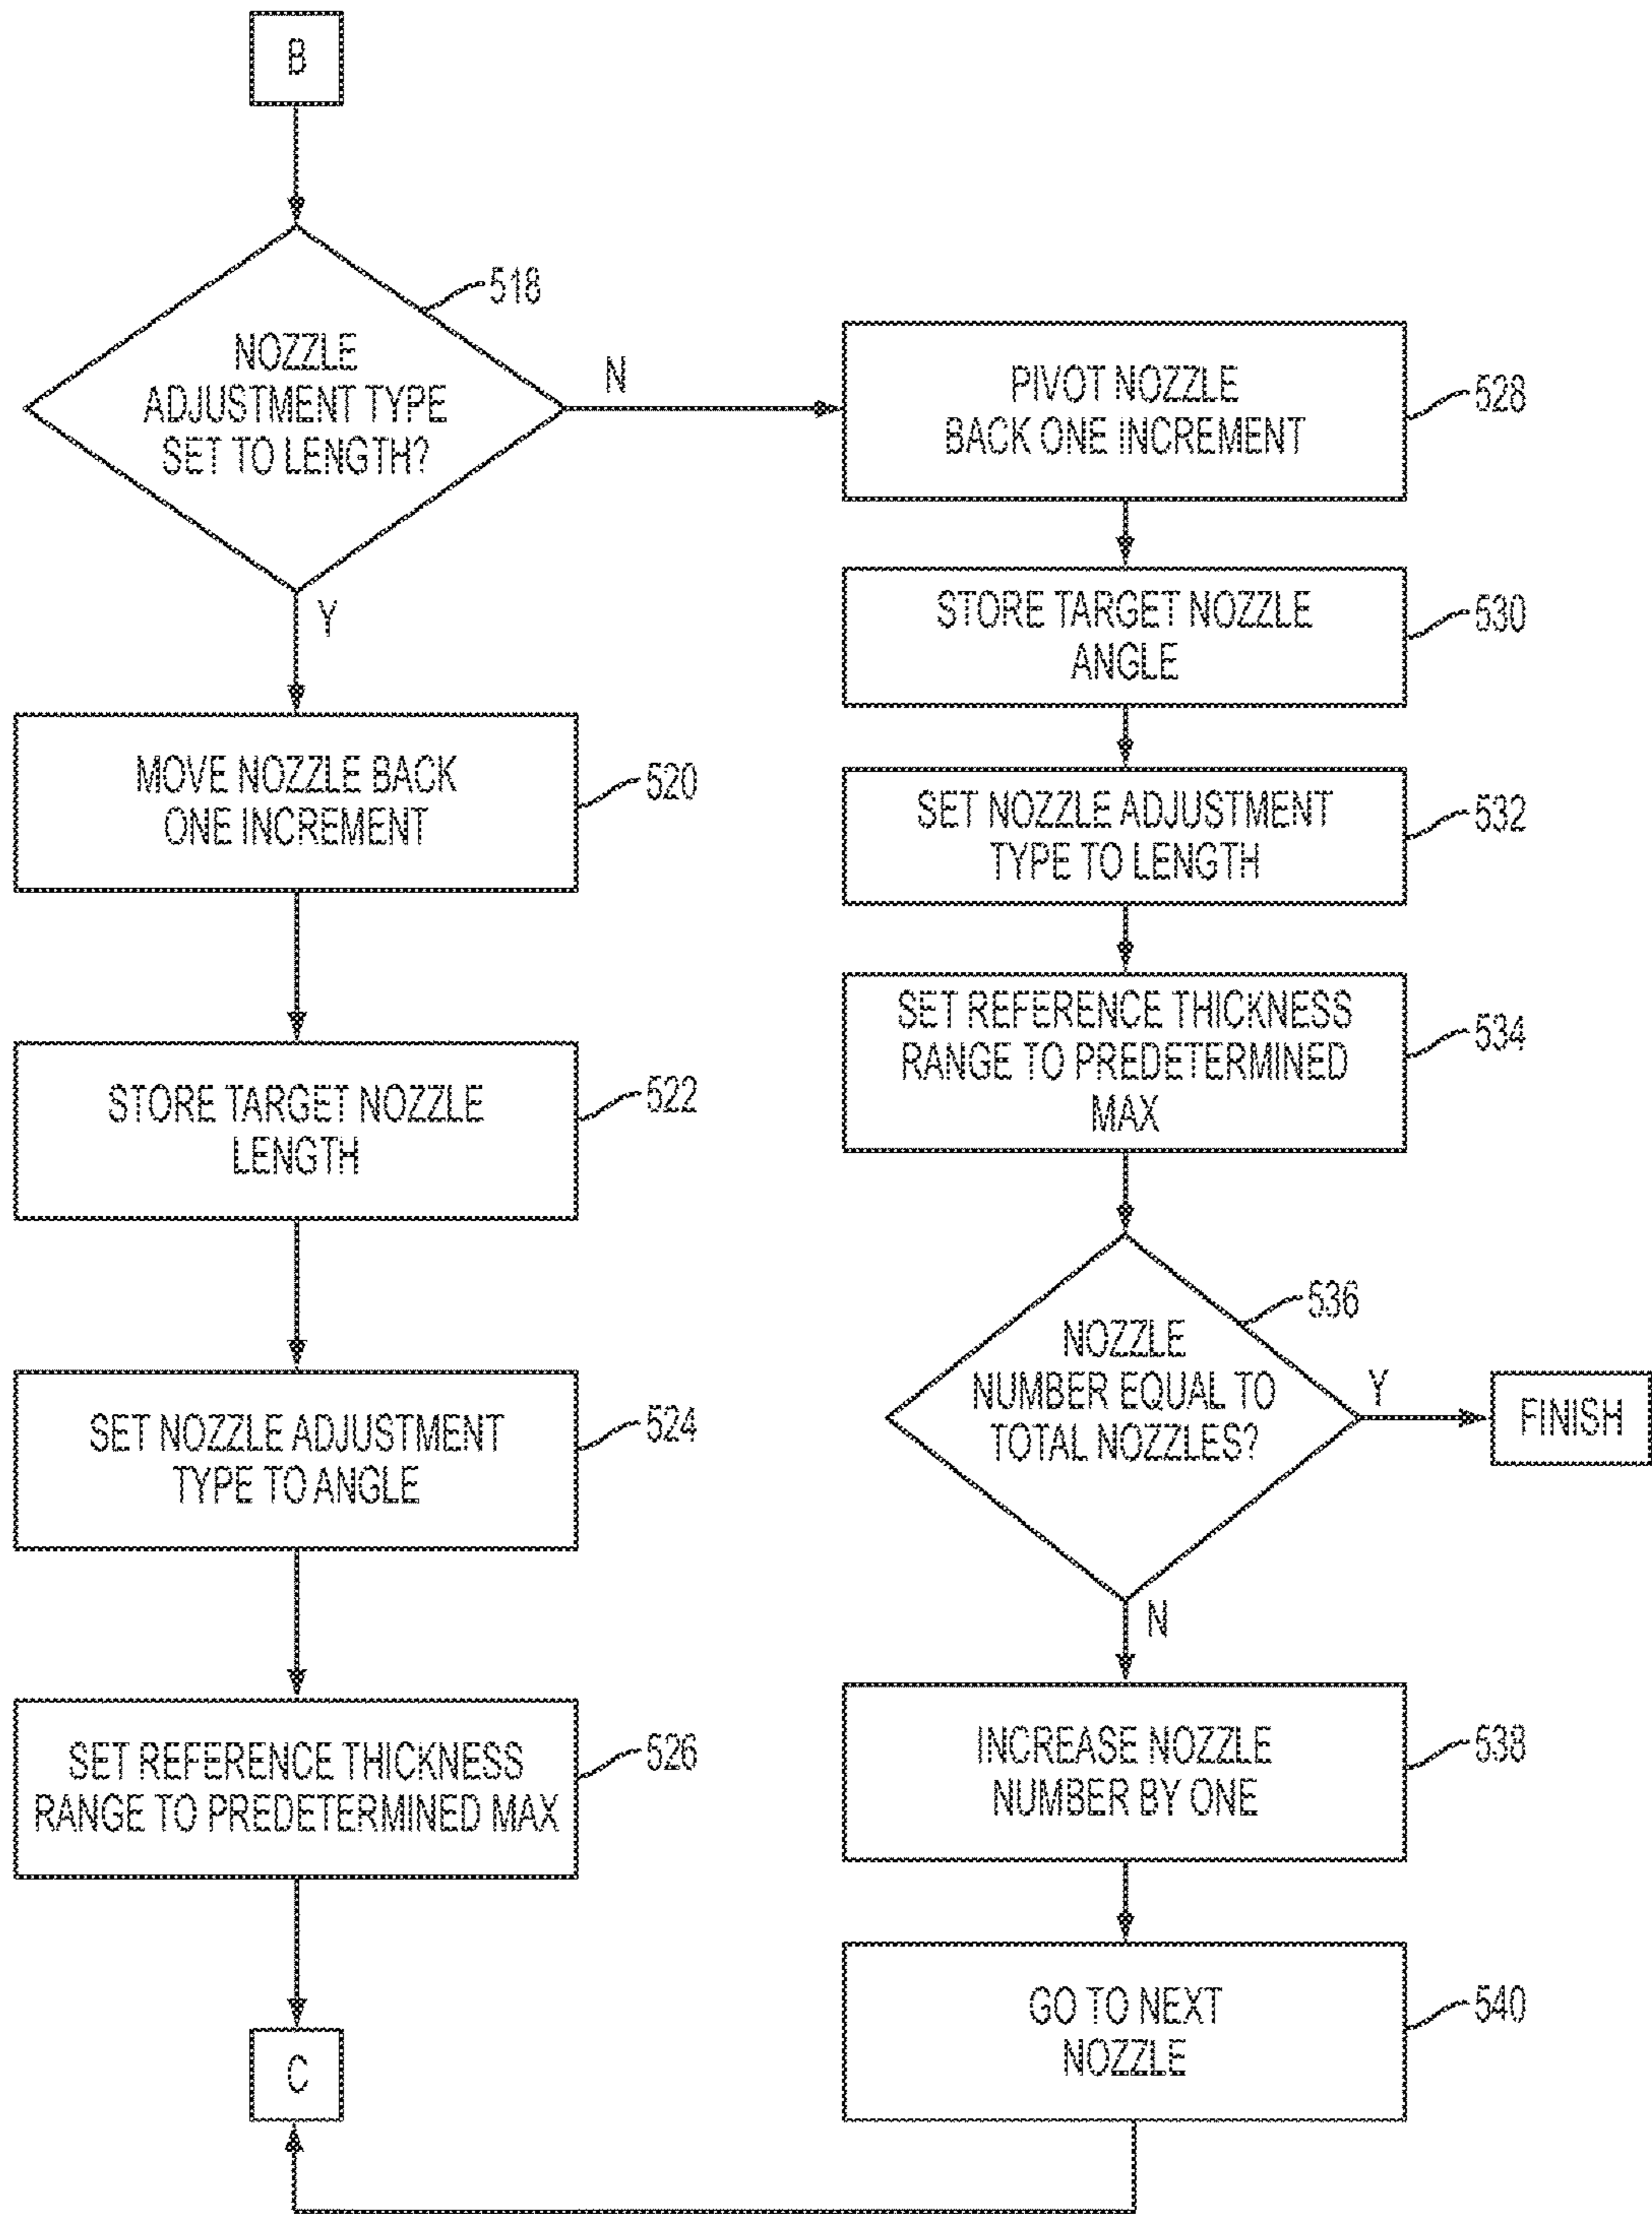 B
518
NOZZLE
ADJUSTMENT TYPE
SET TO LENGTH?
N
Y
MOVE NOZZLE BACK
ONE INCREMENT
520
STORE TARGET NOZZLE
LENGTH
522
SET NOZZLE ADJUSTMENT
TYPE TO ANGLE
524
SET REFERENCE THICKNESS
RANGE TO PREDETERMINED MAX
526
C
PIVOT NOZZLE
BACK ONE INCREMENT
528
STORE TARGET NOZZLE
ANGLE
530
SET NOZZLE ADJUSTMENT
TYPE TO LENGTH
532
SET REFERENCE THICKNESS
RANGE TO PREDETERMINED
MAX
534
536
NOZZLE
NUMBER EQUAL TO
TOTAL NOZZLES?
Y
FINISH
N
INCREASE NOZZLE
NUMBER BY ONE
538
GO TO NEXT
NOZZLE
540